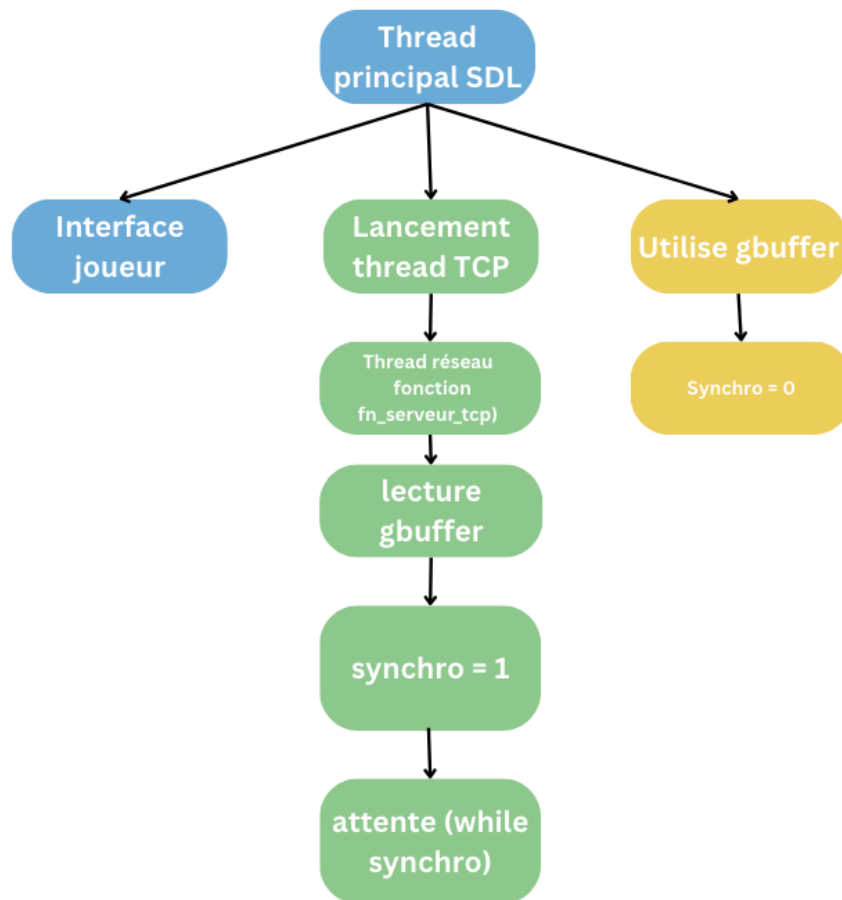 Thread
principal SDL
Interface
joueur
Lancement
thread TCP
Utilise gbuffer
Thread réseau
fonction
fn_serveur_tcp)
Synchro = 0
lecture
gbuffer
synchro = 1
attente (while
synchro)